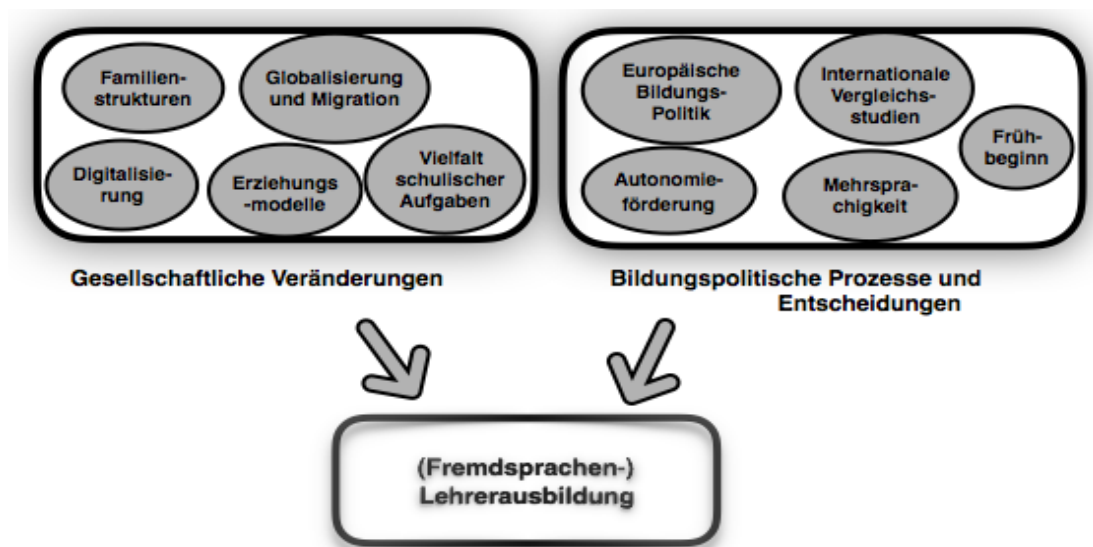 Familien-
strukturen
Globalisierung
und Migration
Digitalisie-
rung
Erziehungs
-modelle
Vielfalt
schulischer
Aufgaben
Europäische
Bildungs-
Politik
Internationale
Vergleichs-
studien
Früh-
beginn
Autonomie-
förderung
Mehrspra-
chigkeit
Gesellschaftliche Veränderungen
Bildungspolitische Prozesse und
Entscheidungen
(Fremdsprachen-)
Lehrerausbildung